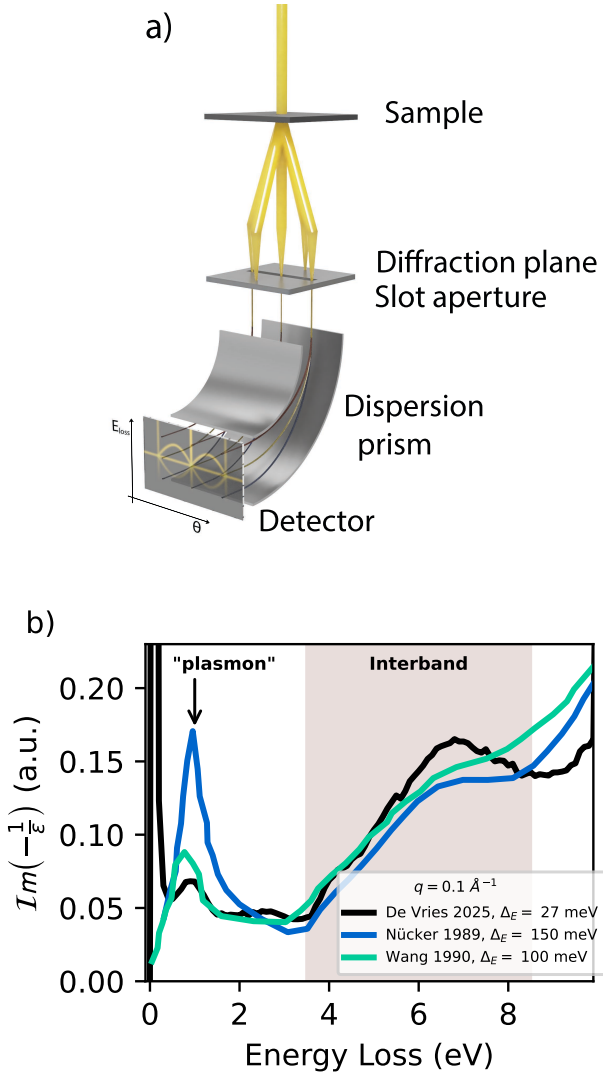 a)
Sample
Diffraction plane
Slot aperture
Dispersion
prism
E_loss
θ
Detector
b)
"plasmon"
Interband
0.20
0.15
0.10
0.05
0.00
ℐm(−1/ε) (a.u.)
q = 0.1 Å⁻¹
De Vries 2025, Δ_E = 27 meV
Nücker 1989, Δ_E = 150 meV
Wang 1990, Δ_E = 100 meV
0 2 4 6 8
Energy Loss (eV)